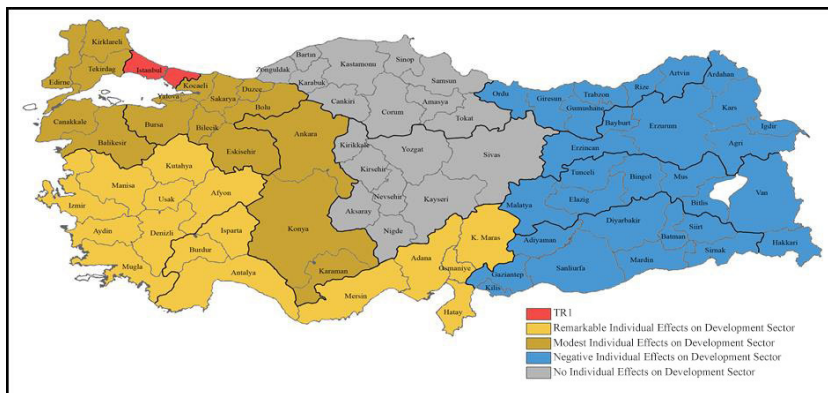 Kirklareli
Edirne
Tekirdag
Istanbul
Kocaeli
Yalova
Sakarya
Duzce
Bolu
Zonguldak
Bartin
Karabuk
Kastamonu
Sinop
Cankiri
Corum
Samsun
Amasya
Tokat
Ordu
Giresun
Gumushane
Trabzon
Rize
Artvin
Ardahan
Kars
Igdir
Agri
Bayburt
Erzurum
Erzincan
Canakkale
Balikesir
Bursa
Bilecik
Eskisehir
Ankara
Kirikkale
Kirsehir
Yozgat
Sivas
Nevsehir
Kayseri
Aksaray
Nigde
Konya
Karaman
Kutahya
Manisa
Usak
Afyon
Izmir
Aydin
Denizli
Mugla
Burdur
Isparta
Antalya
Mersin
Adana
Osmaniye
K. Maras
Hatay
Malatya
Tunceli
Elazig
Bingol
Mus
Bitlis
Van
Hakkari
Adiyaman
Diyarbakir
Batman
Siirt
Sirnak
Mardin
Sanliurfa
Gaziantep
Kilis
TR1
Remarkable Individual Effects on Development Sector
Modest Individual Effects on Development Sector
Negative Individual Effects on Development Sector
No Individual Effects on Development Sector